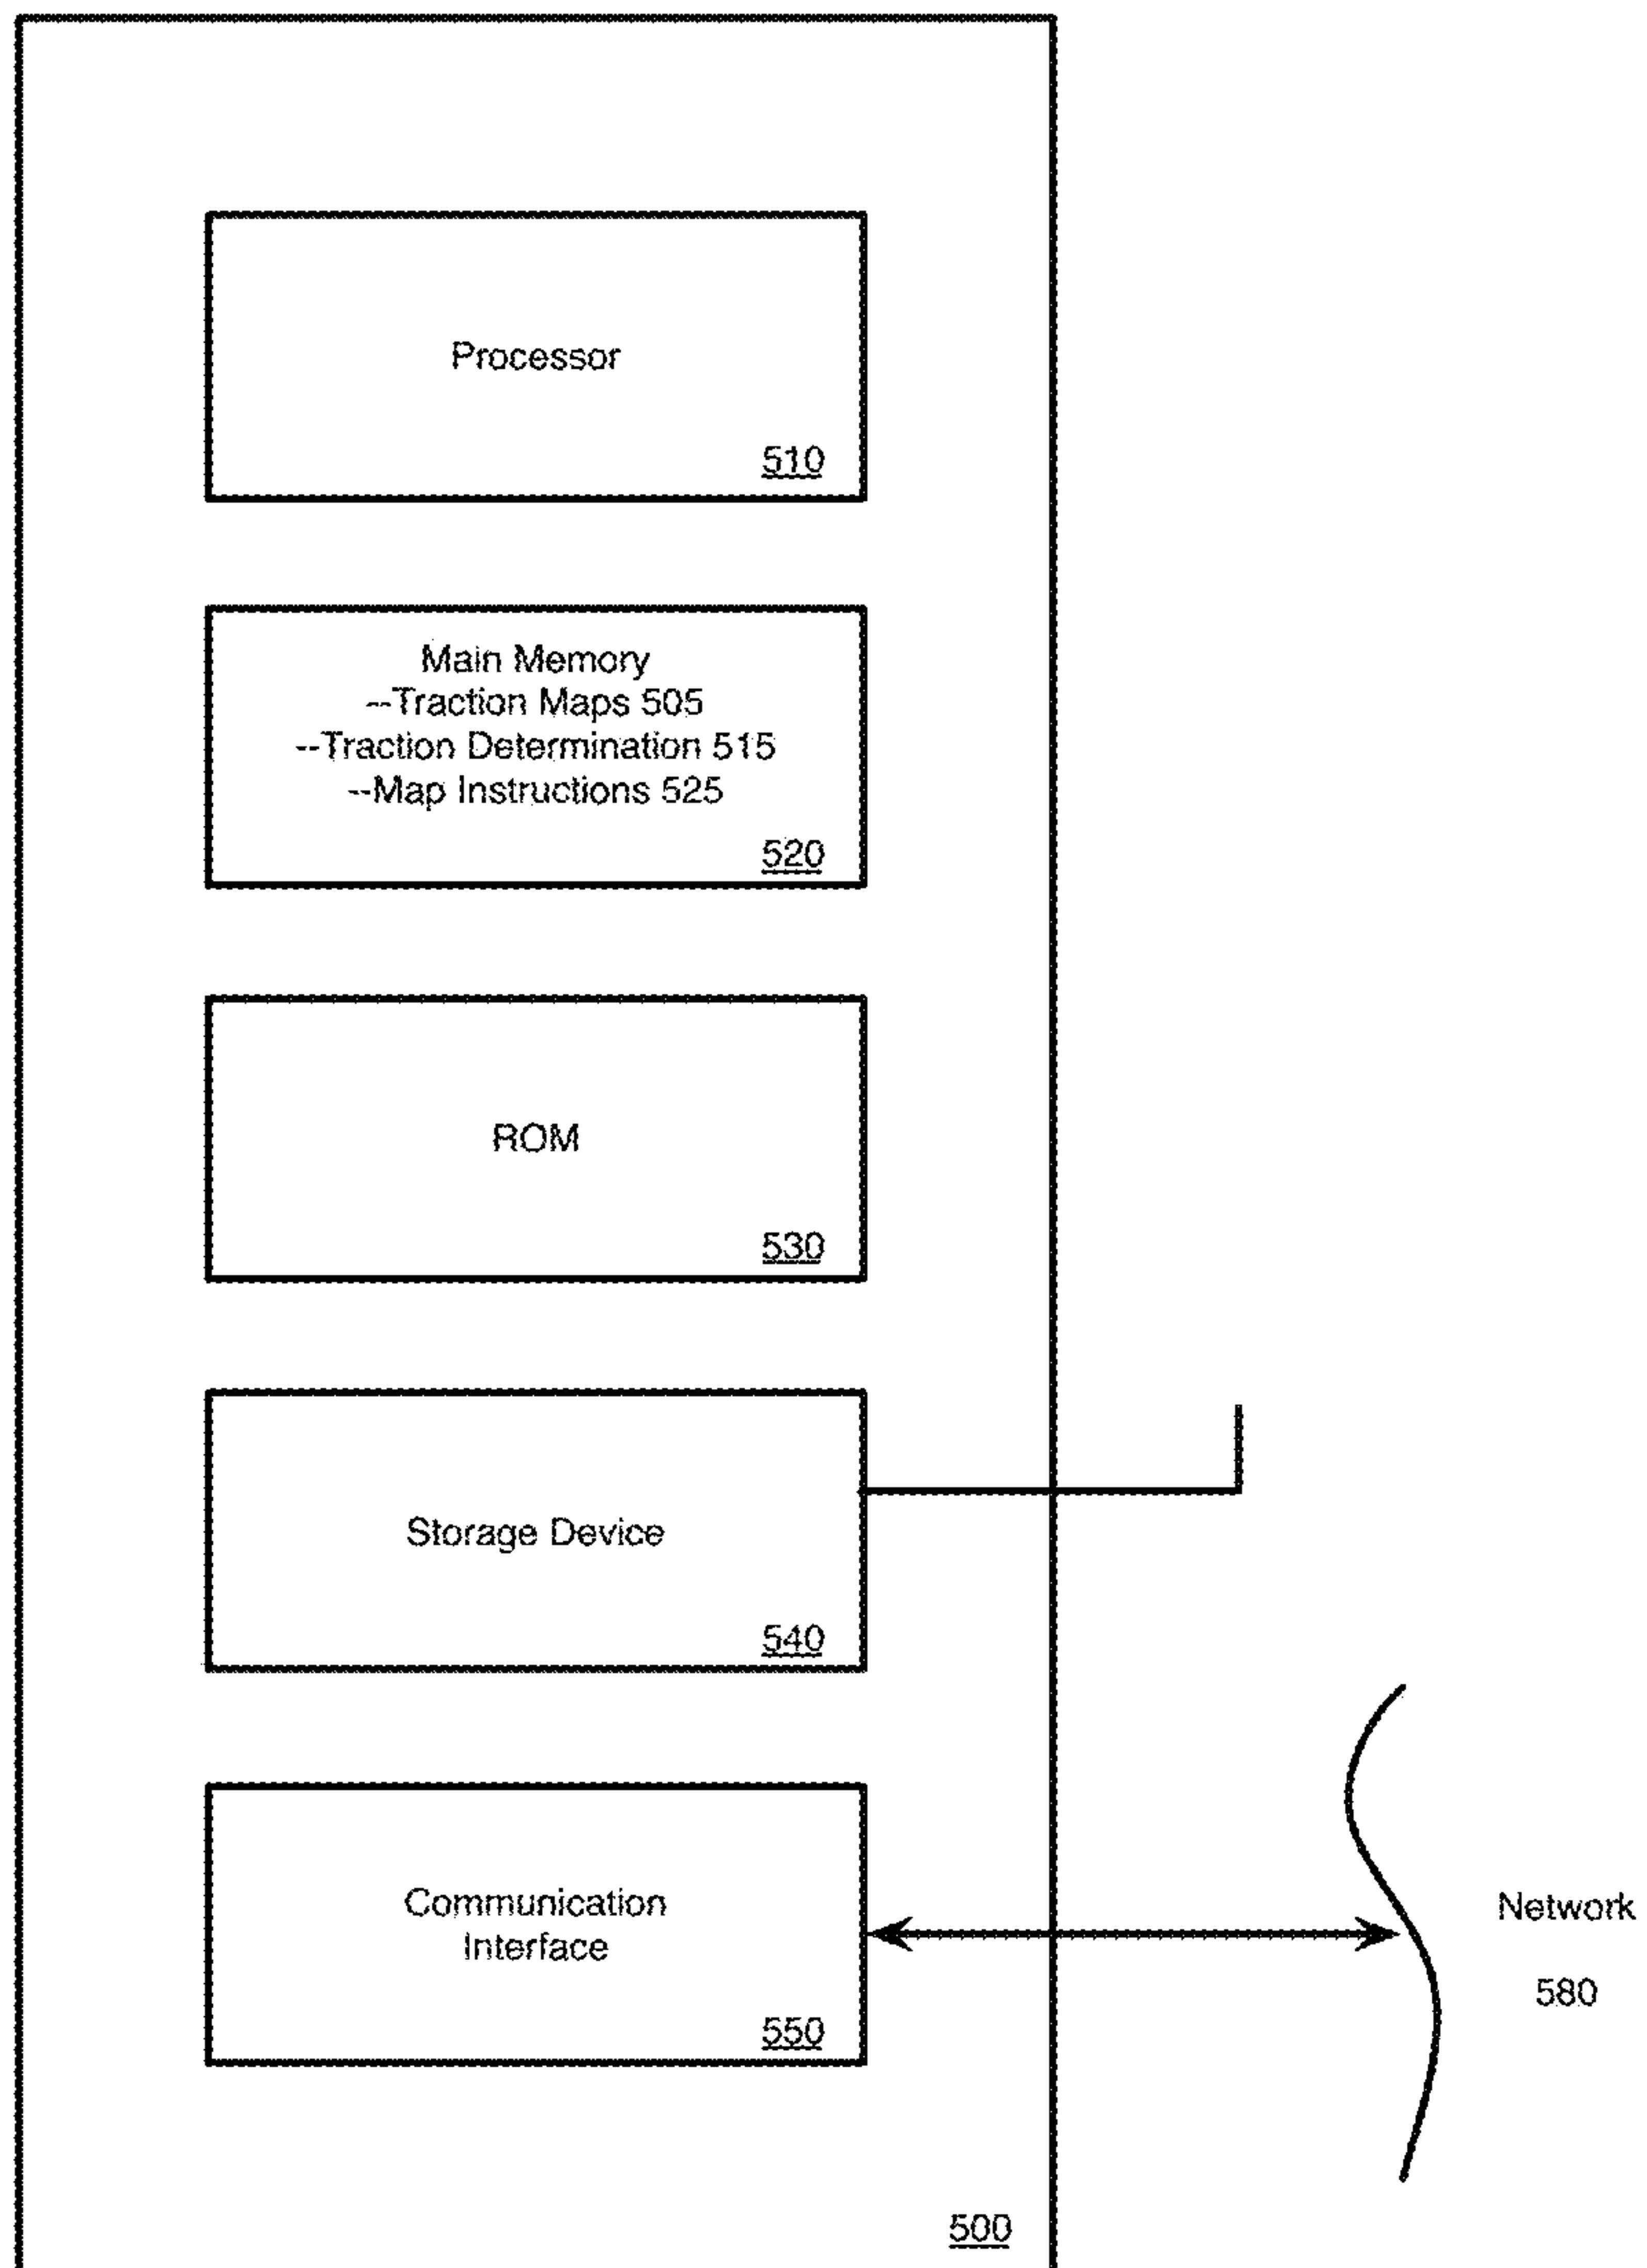 Processor
510
Main Memory
--Traction Maps 505
--Traction Determination 515
--Map Instructions 525
520
ROM
530
Storage Device
540
Communication
Interface
550
Network
580
500